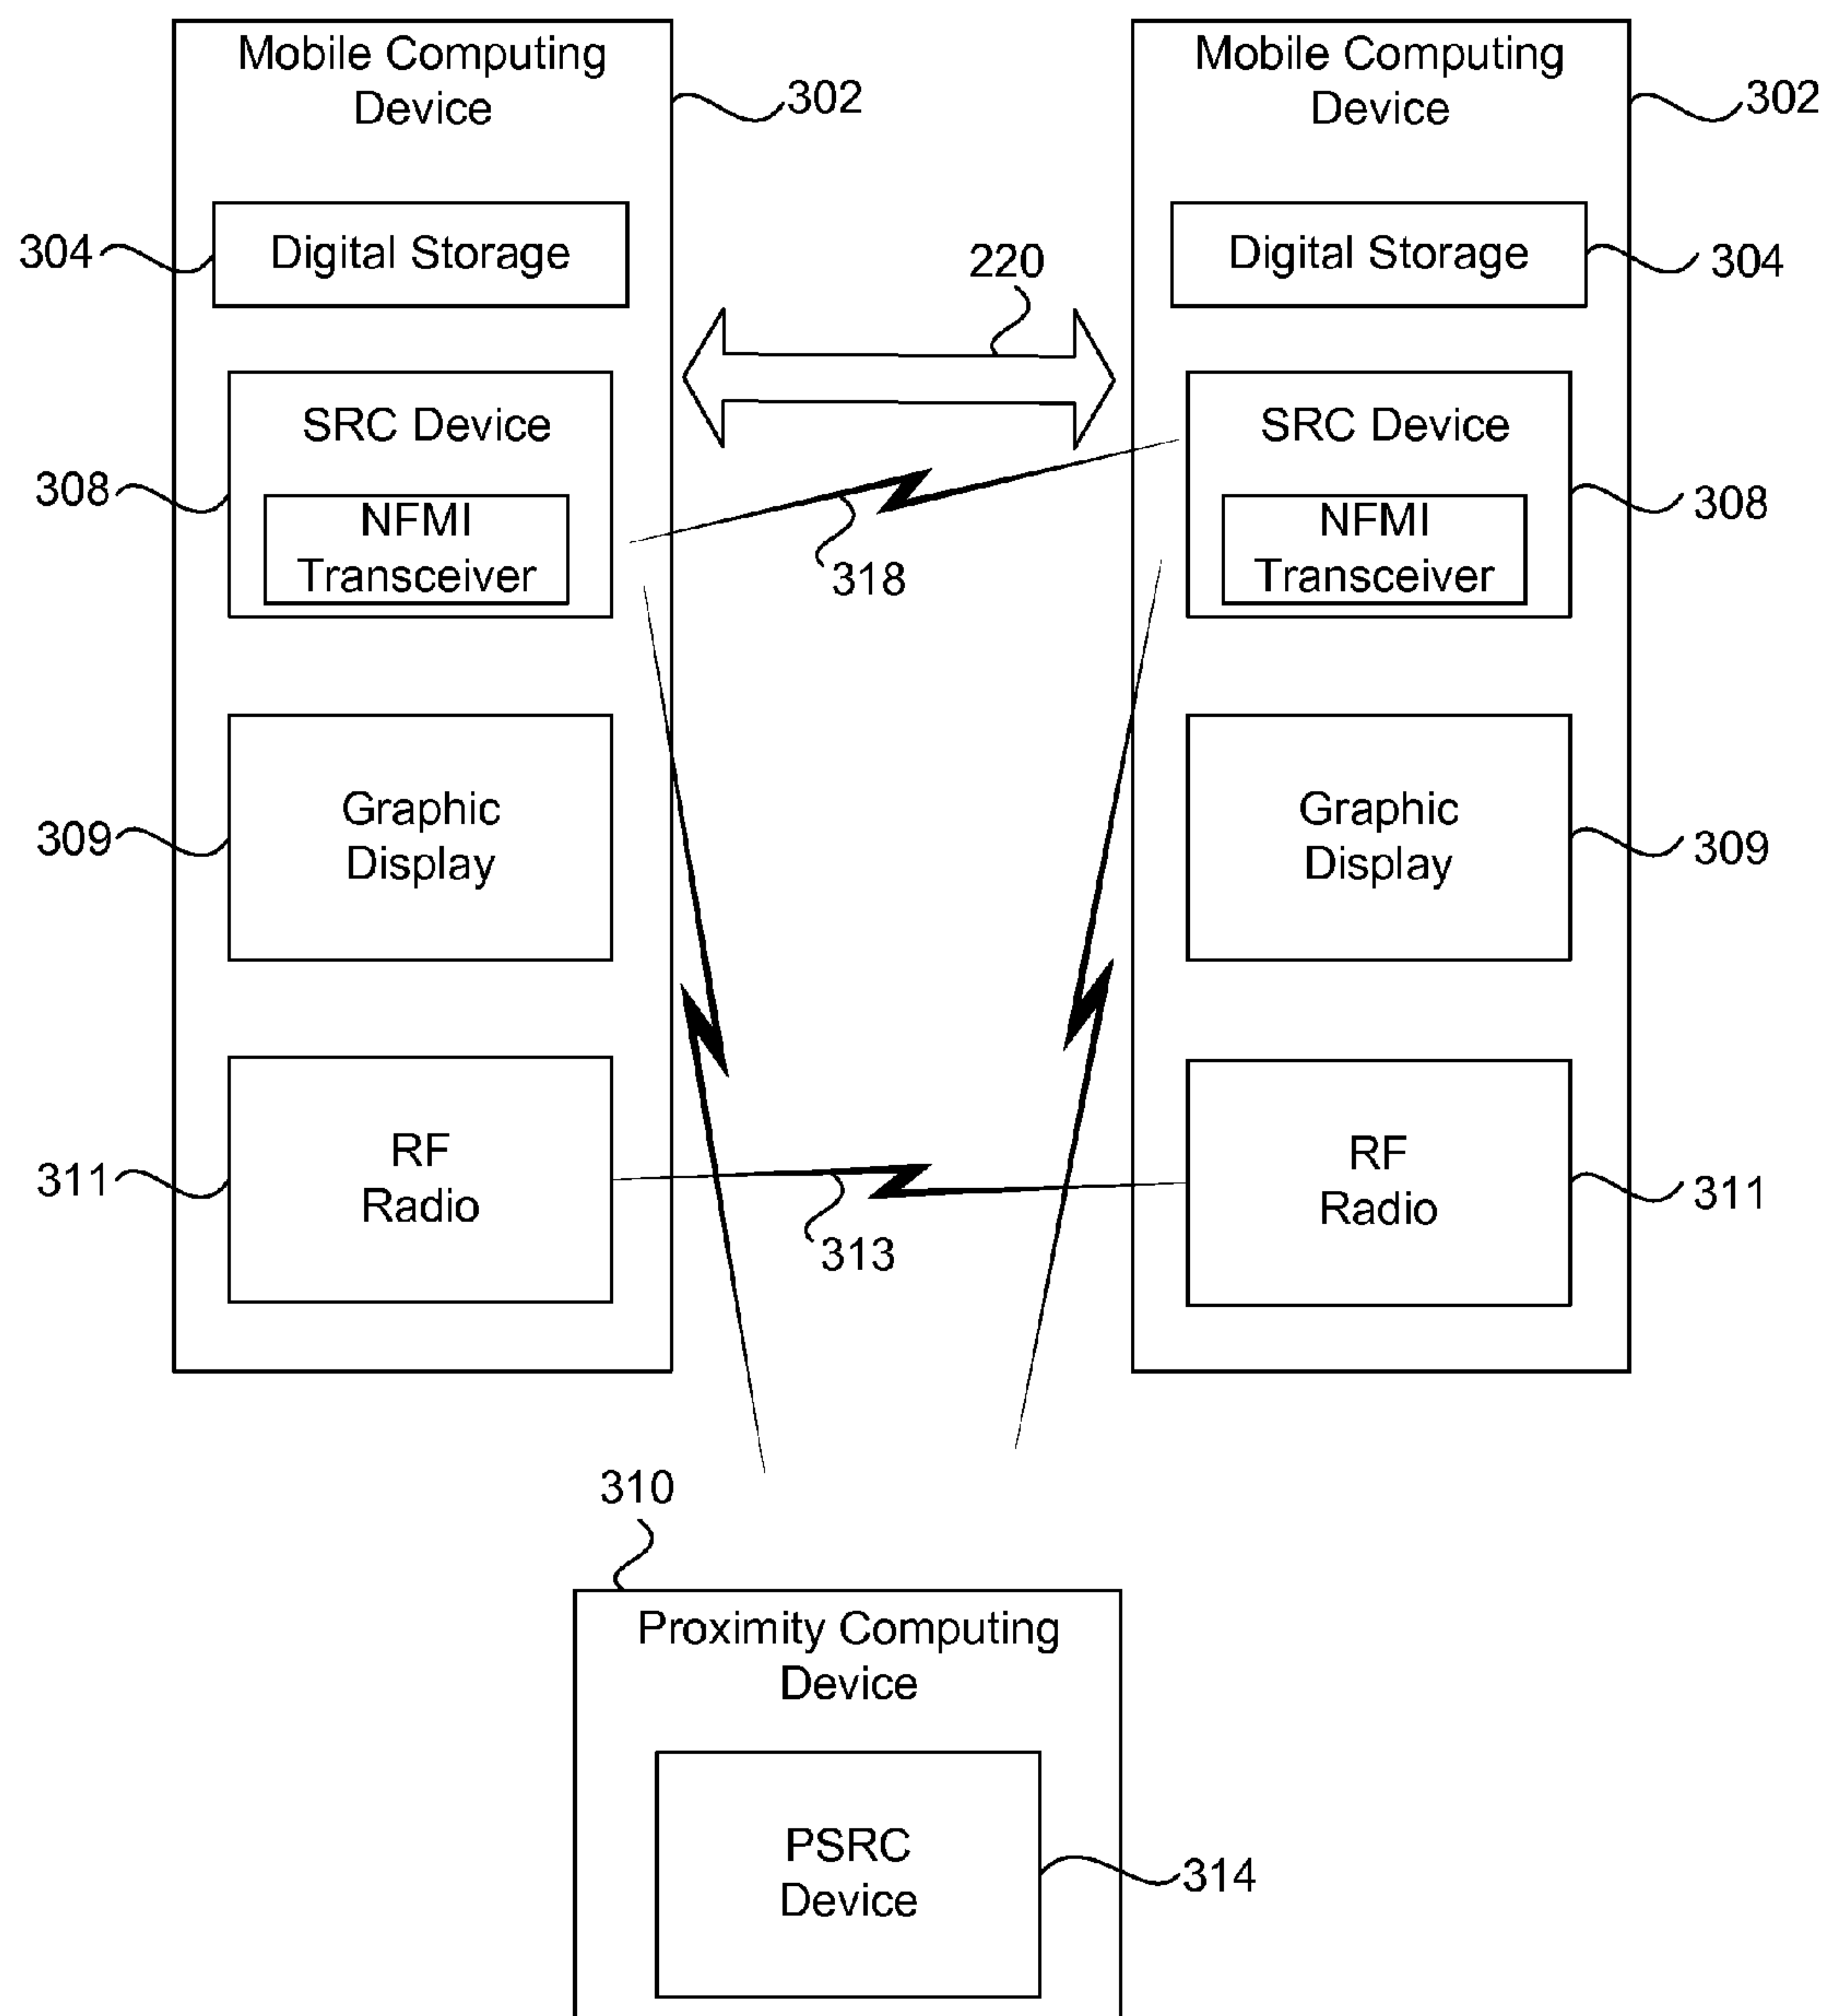 Mobile Computing
Device
302
304
Digital Storage
308
SRC Device
NFMI
Transceiver
309
Graphic
Display
311
RF
Radio
220
318
313
Mobile Computing
Device
302
Digital Storage
304
SRC Device
NFMI
Transceiver
308
Graphic
Display
309
RF
Radio
311
310
Proximity Computing
Device
PSRC
Device
314